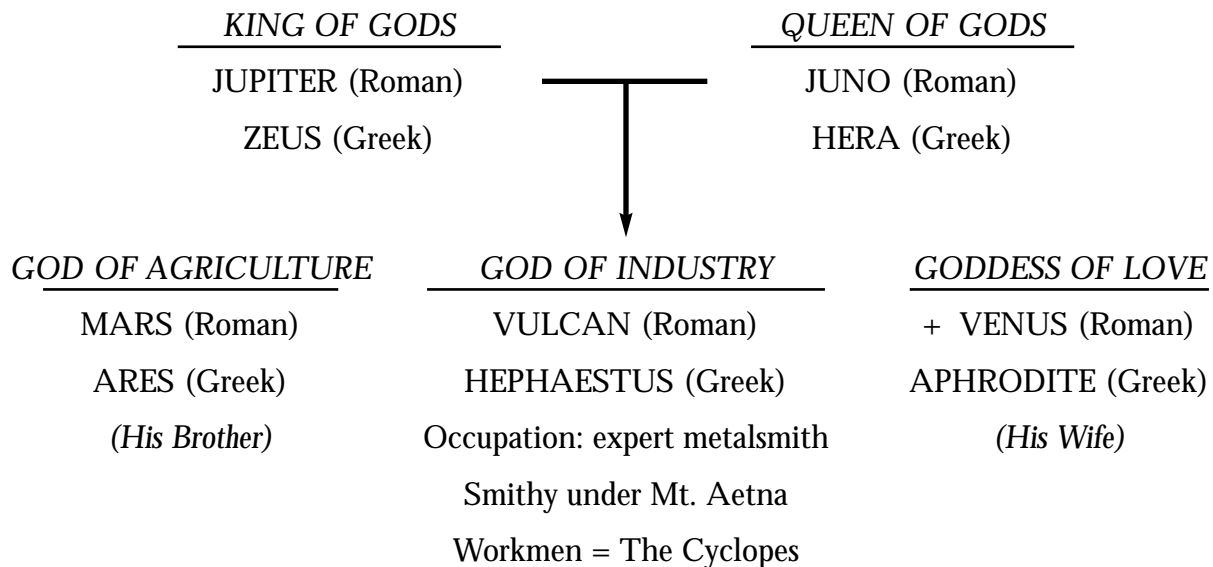 KING OF GODS
JUPITER (Roman)
ZEUS (Greek)
QUEEN OF GODS
JUNO (Roman)
HERA (Greek)
GOD OF AGRICULTURE
MARS (Roman)
ARES (Greek)
(His Brother)
GOD OF INDUSTRY
VULCAN (Roman)
HEPHAESTUS (Greek)
Occupation: expert metalsmith
Smithy under Mt. Aetna
Workmen = The Cyclopes
GODDESS OF LOVE
+ VENUS (Roman)
APHRODITE (Greek)
(His Wife)